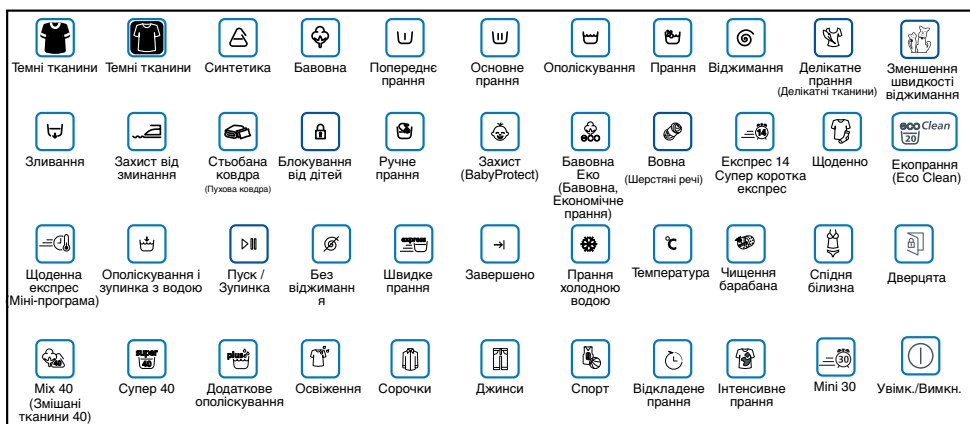 Темні тканини
Темні тканини
Синтетика
Бавовна
Попереднє
прання
Основне
прання
Ополіскування
Прання
Віджимання
Делікатне
прання
(Делікатні тканини)
Зменшення
швидкості
віджимання
eco Clean
20
Зливання
Захист від
зминання
Стьобана
ковдра
(Пухова ковдра)
Блокування
від дітей
Ручне
прання
Захист
(BabyProtect)
eco
Бавовна
Еко
(Бавовна,
Економічне
прання)
Вовна
(Шерстяні речі)
14
Експрес 14
Супер коротка
експрес
Щоденно
Екопрання
(Eco Clean)
Щоденна
експрес
(Міні-програма)
Ополіскування і
зупинка з водою
Пуск /
Зупинка
Без
віджиманн
я
express
Швидке
прання
Завершено
Прання
холодною
водою
°C
Температура
Чищення
барабана
Спідня
білизна
Дверцята
40
Mix 40
(Змішані
тканини 40)
super
40
Супер 40
plus
Додаткове
ополіскування
Освіження
Сорочки
Джинси
Спорт
Відкладене
прання
Інтенсивне
прання
30
Міні 30
Увімк./Вимкн.